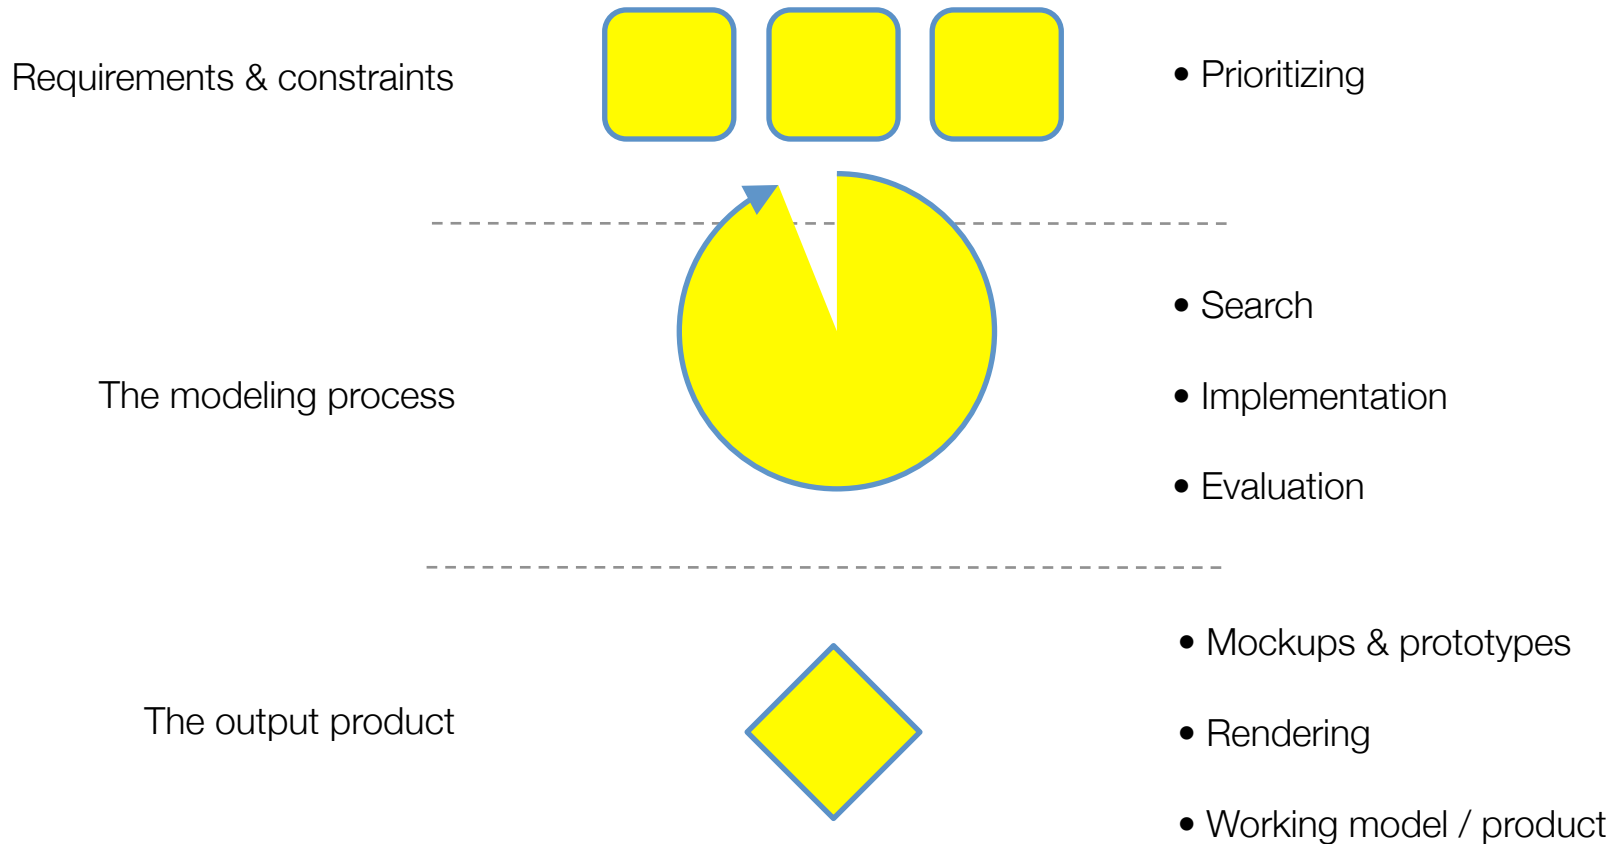 Requirements & constraints
• Prioritizing
The modeling process
• Search
• Implementation
• Evaluation
The output product
• Mockups & prototypes
• Rendering
• Working model / product